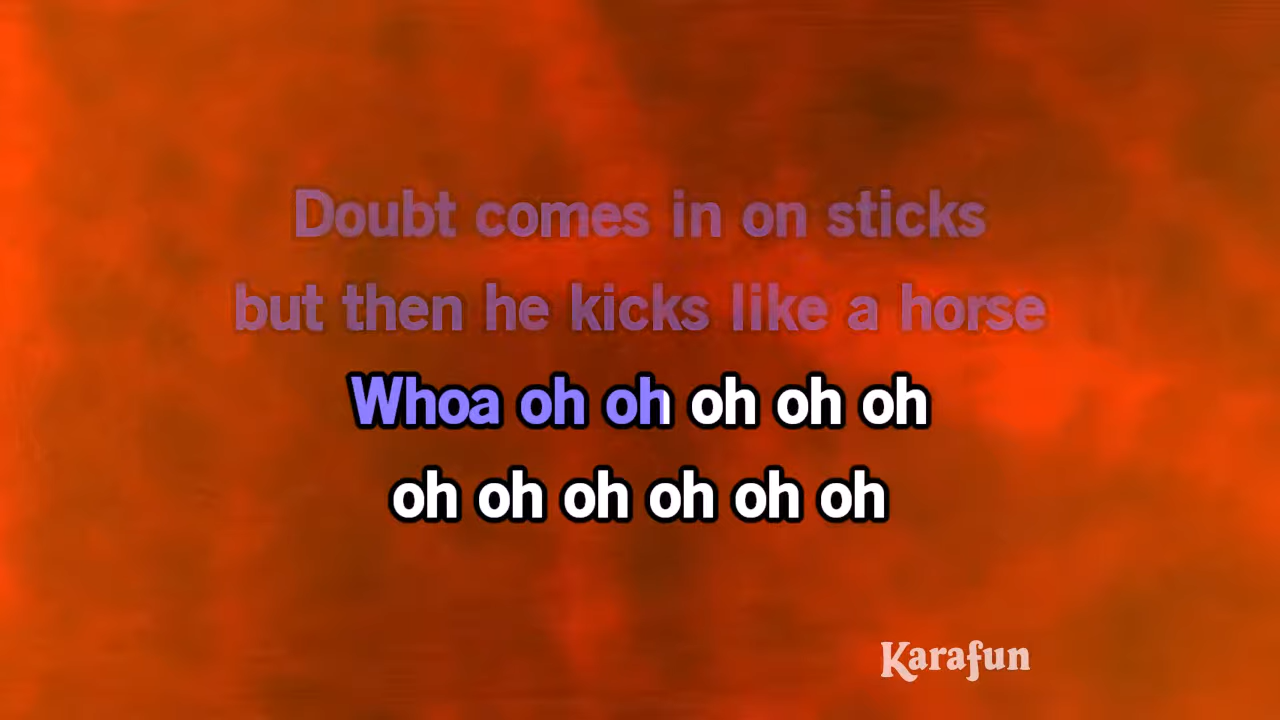 Doubt comes in on sticks
but then he kicks like a horse
Whoa oh oh oh oh oh
oh oh oh oh oh oh
Karafun